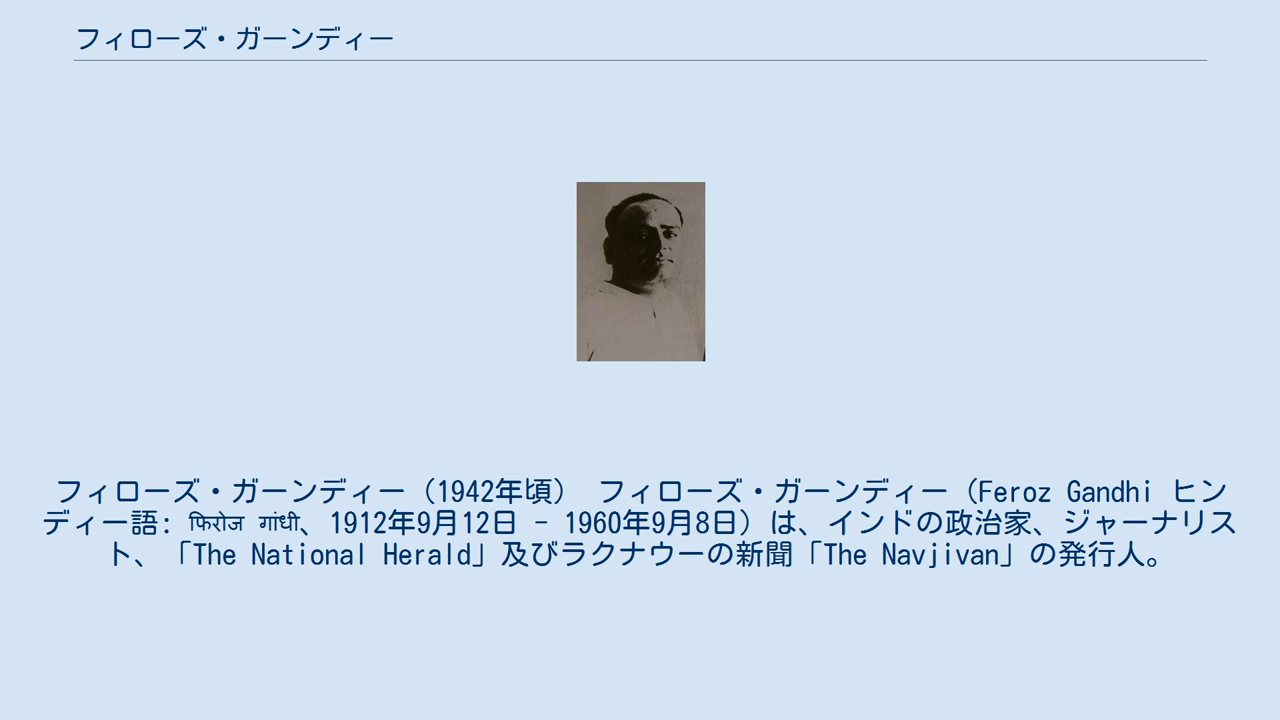 フィローズ・ガーンディー
フィローズ・ガーンディー（1942年頃） フィローズ・ガーンディー（Feroz Gandhi ヒン
ディー語: फिरोज गांधी、1912年9月12日 - 1960年9月8日）は、インドの政治家、ジャーナリス
ト、「The National Herald」及びラクナウーの新聞「The Navjivan」の発行人。